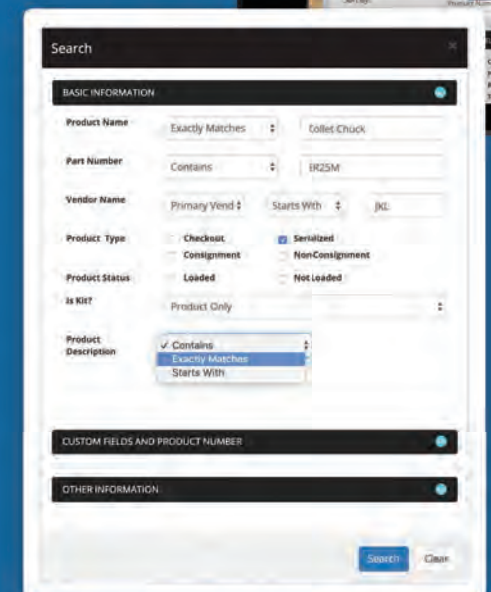 Search ×
BASIC INFORMATION
Product Name Exactly Matches Collet Chuck
Part Number Contains ER25M
Vendor Name Primary Vend Starts With JKL
Product Type Checkout Serialized
Consignment NonConsignment
Product Status Loaded Not Loaded
Is Kit? Product Only
Product Description ✓ Contains
Exactly Matches
Starts With
CUSTOM FIELDS AND PRODUCT NUMBER
OTHER INFORMATION
Search Clear